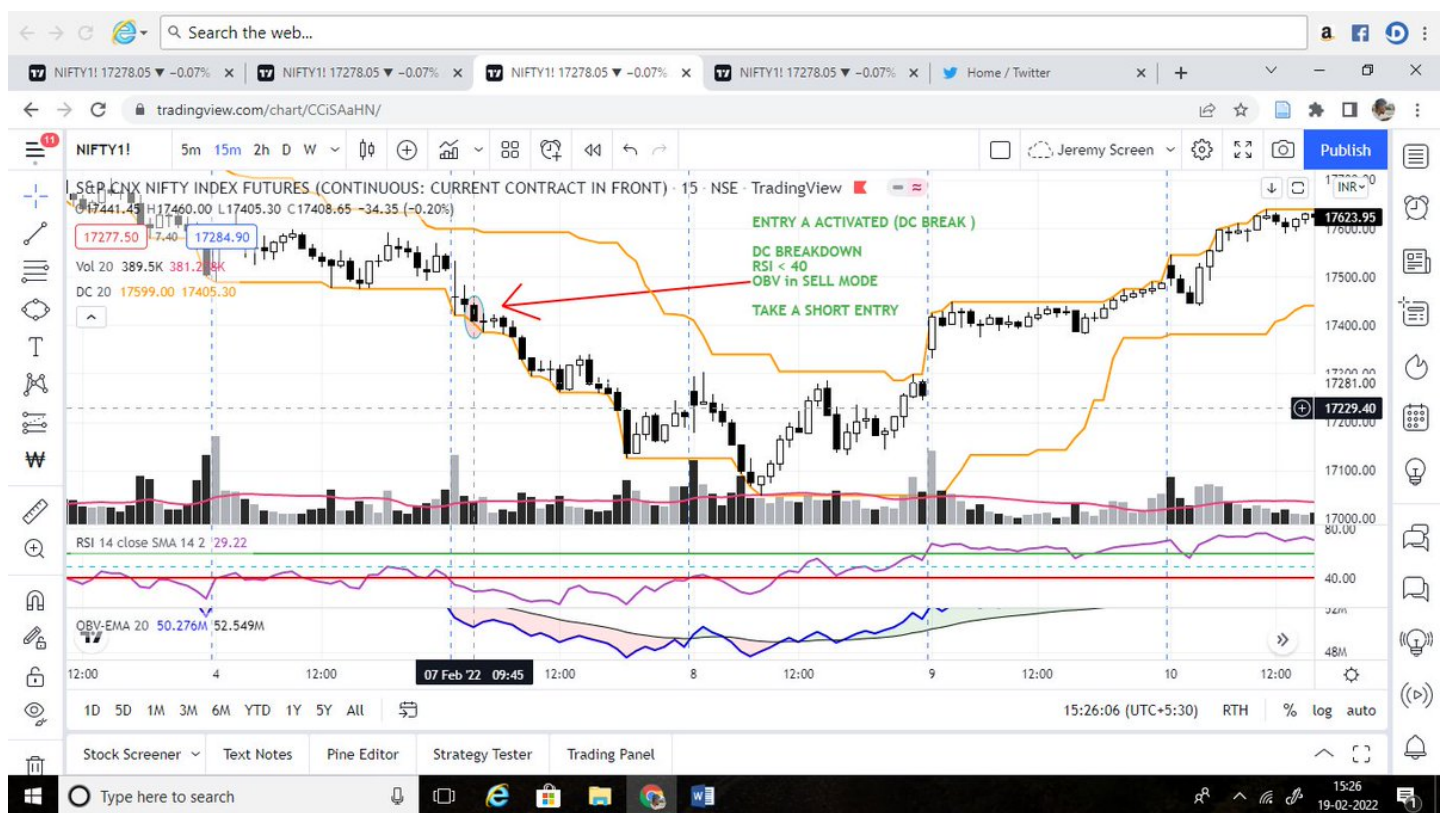 Search the web...
NIFTY1! 17278.05 ▼ −0.07% × NIFTY1! 17278.05 ▼ −0.07% × NIFTY1! 17278.05 ▼ −0.07% × NIFTY1! 17278.05 ▼ −0.07% × Home / Twitter ×
tradingview.com/chart/CCiSAaHN/
11
NIFTY1! 5m 15m 2h D W Jeremy Screen Publish
S&P CNX NIFTY INDEX FUTURES (CONTINUOUS: CURRENT CONTRACT IN FRONT) · 15 · NSE · TradingView
INR
O17441.45 H17460.00 L17405.30 C17408.65 −34.35 (−0.20%)
17277.50 7.40 17284.90
Vol 20 389.5K
DC 20 17599.00 17405.30
ENTRY A ACTIVATED (DC BREAK )
DC BREAKDOWN
RSI < 40
OBV in SELL MODE
TAKE A SHORT ENTRY
17623.95
17600.00
17500.00
17400.00
17281.00
17229.40
17200.00
17100.00
17000.00
80.00
RSI 14 close SMA 14 2 29.22
40.00
52M
OBV-EMA 20 50.276M 52.549M
48M
12:00 4 12:00 07 Feb '22 09:45 12:00 8 12:00 9 12:00 10 12:00
1D 5D 1M 3M 6M YTD 1Y 5Y All 15:26:06 (UTC+5:30) RTH % log auto
Stock Screener Text Notes Pine Editor Strategy Tester Trading Panel
Type here to search
15:26
19-02-2022